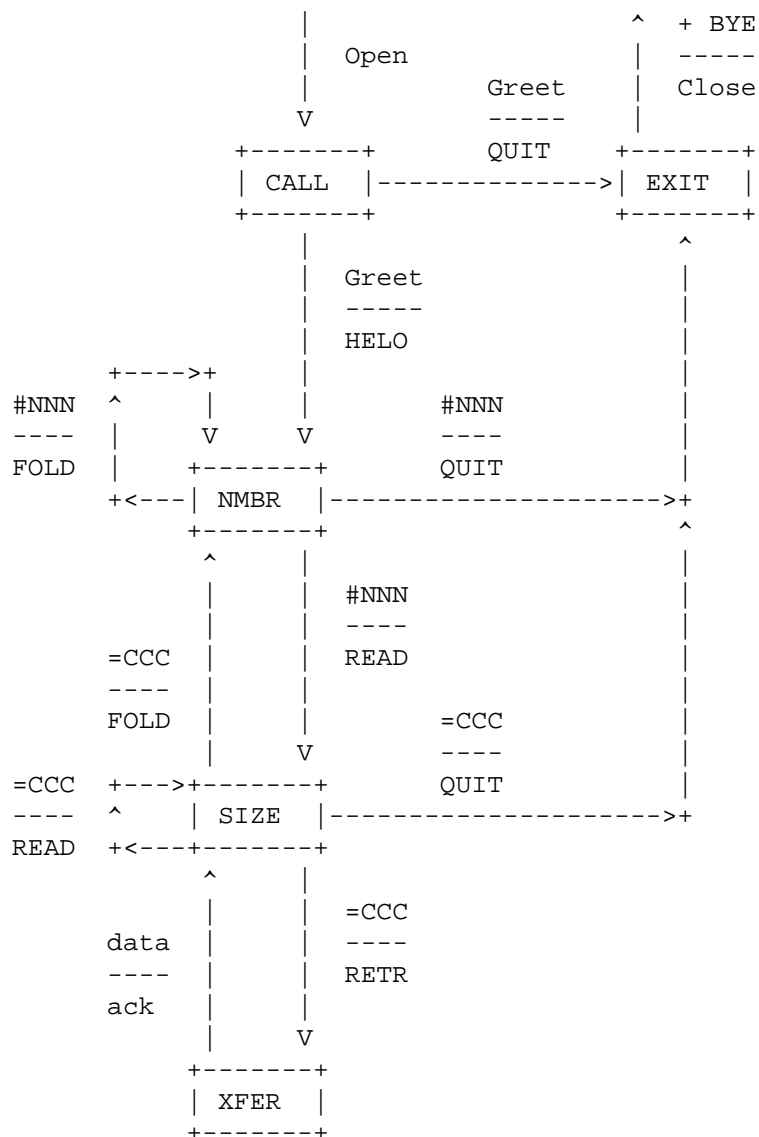 + BYE
Open
-----
Greet Close
-----
QUIT
CALL EXIT
Greet
-----
HELO
#NNN #NNN
---- ----
FOLD QUIT
NMBR
#NNN
----
=CCC READ
----
FOLD =CCC
----
=CCC QUIT
---- SIZE
READ
=CCC
data ----
---- RETR
ack
XFER